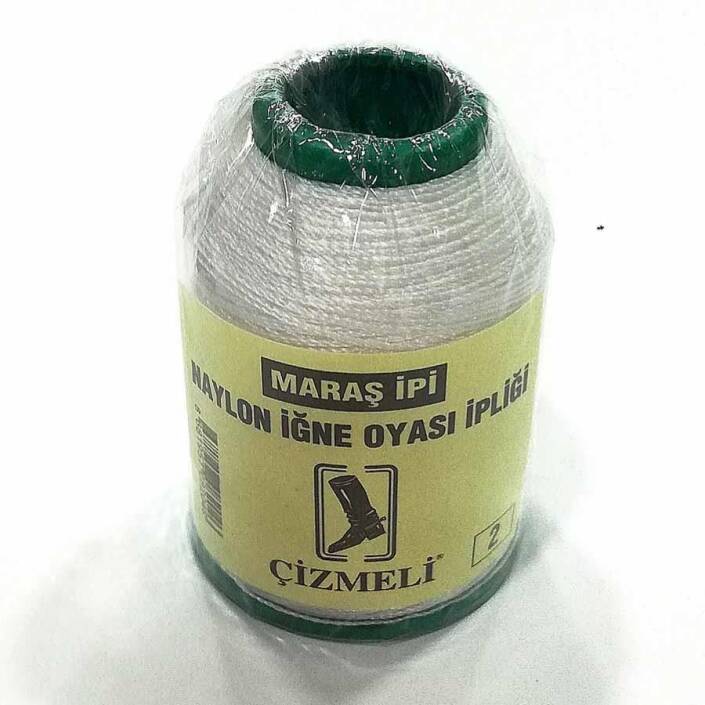 MARAŞ İPİ
NAYLON İĞNE OYASI İPLİĞİ
ÇİZMELİ®
2